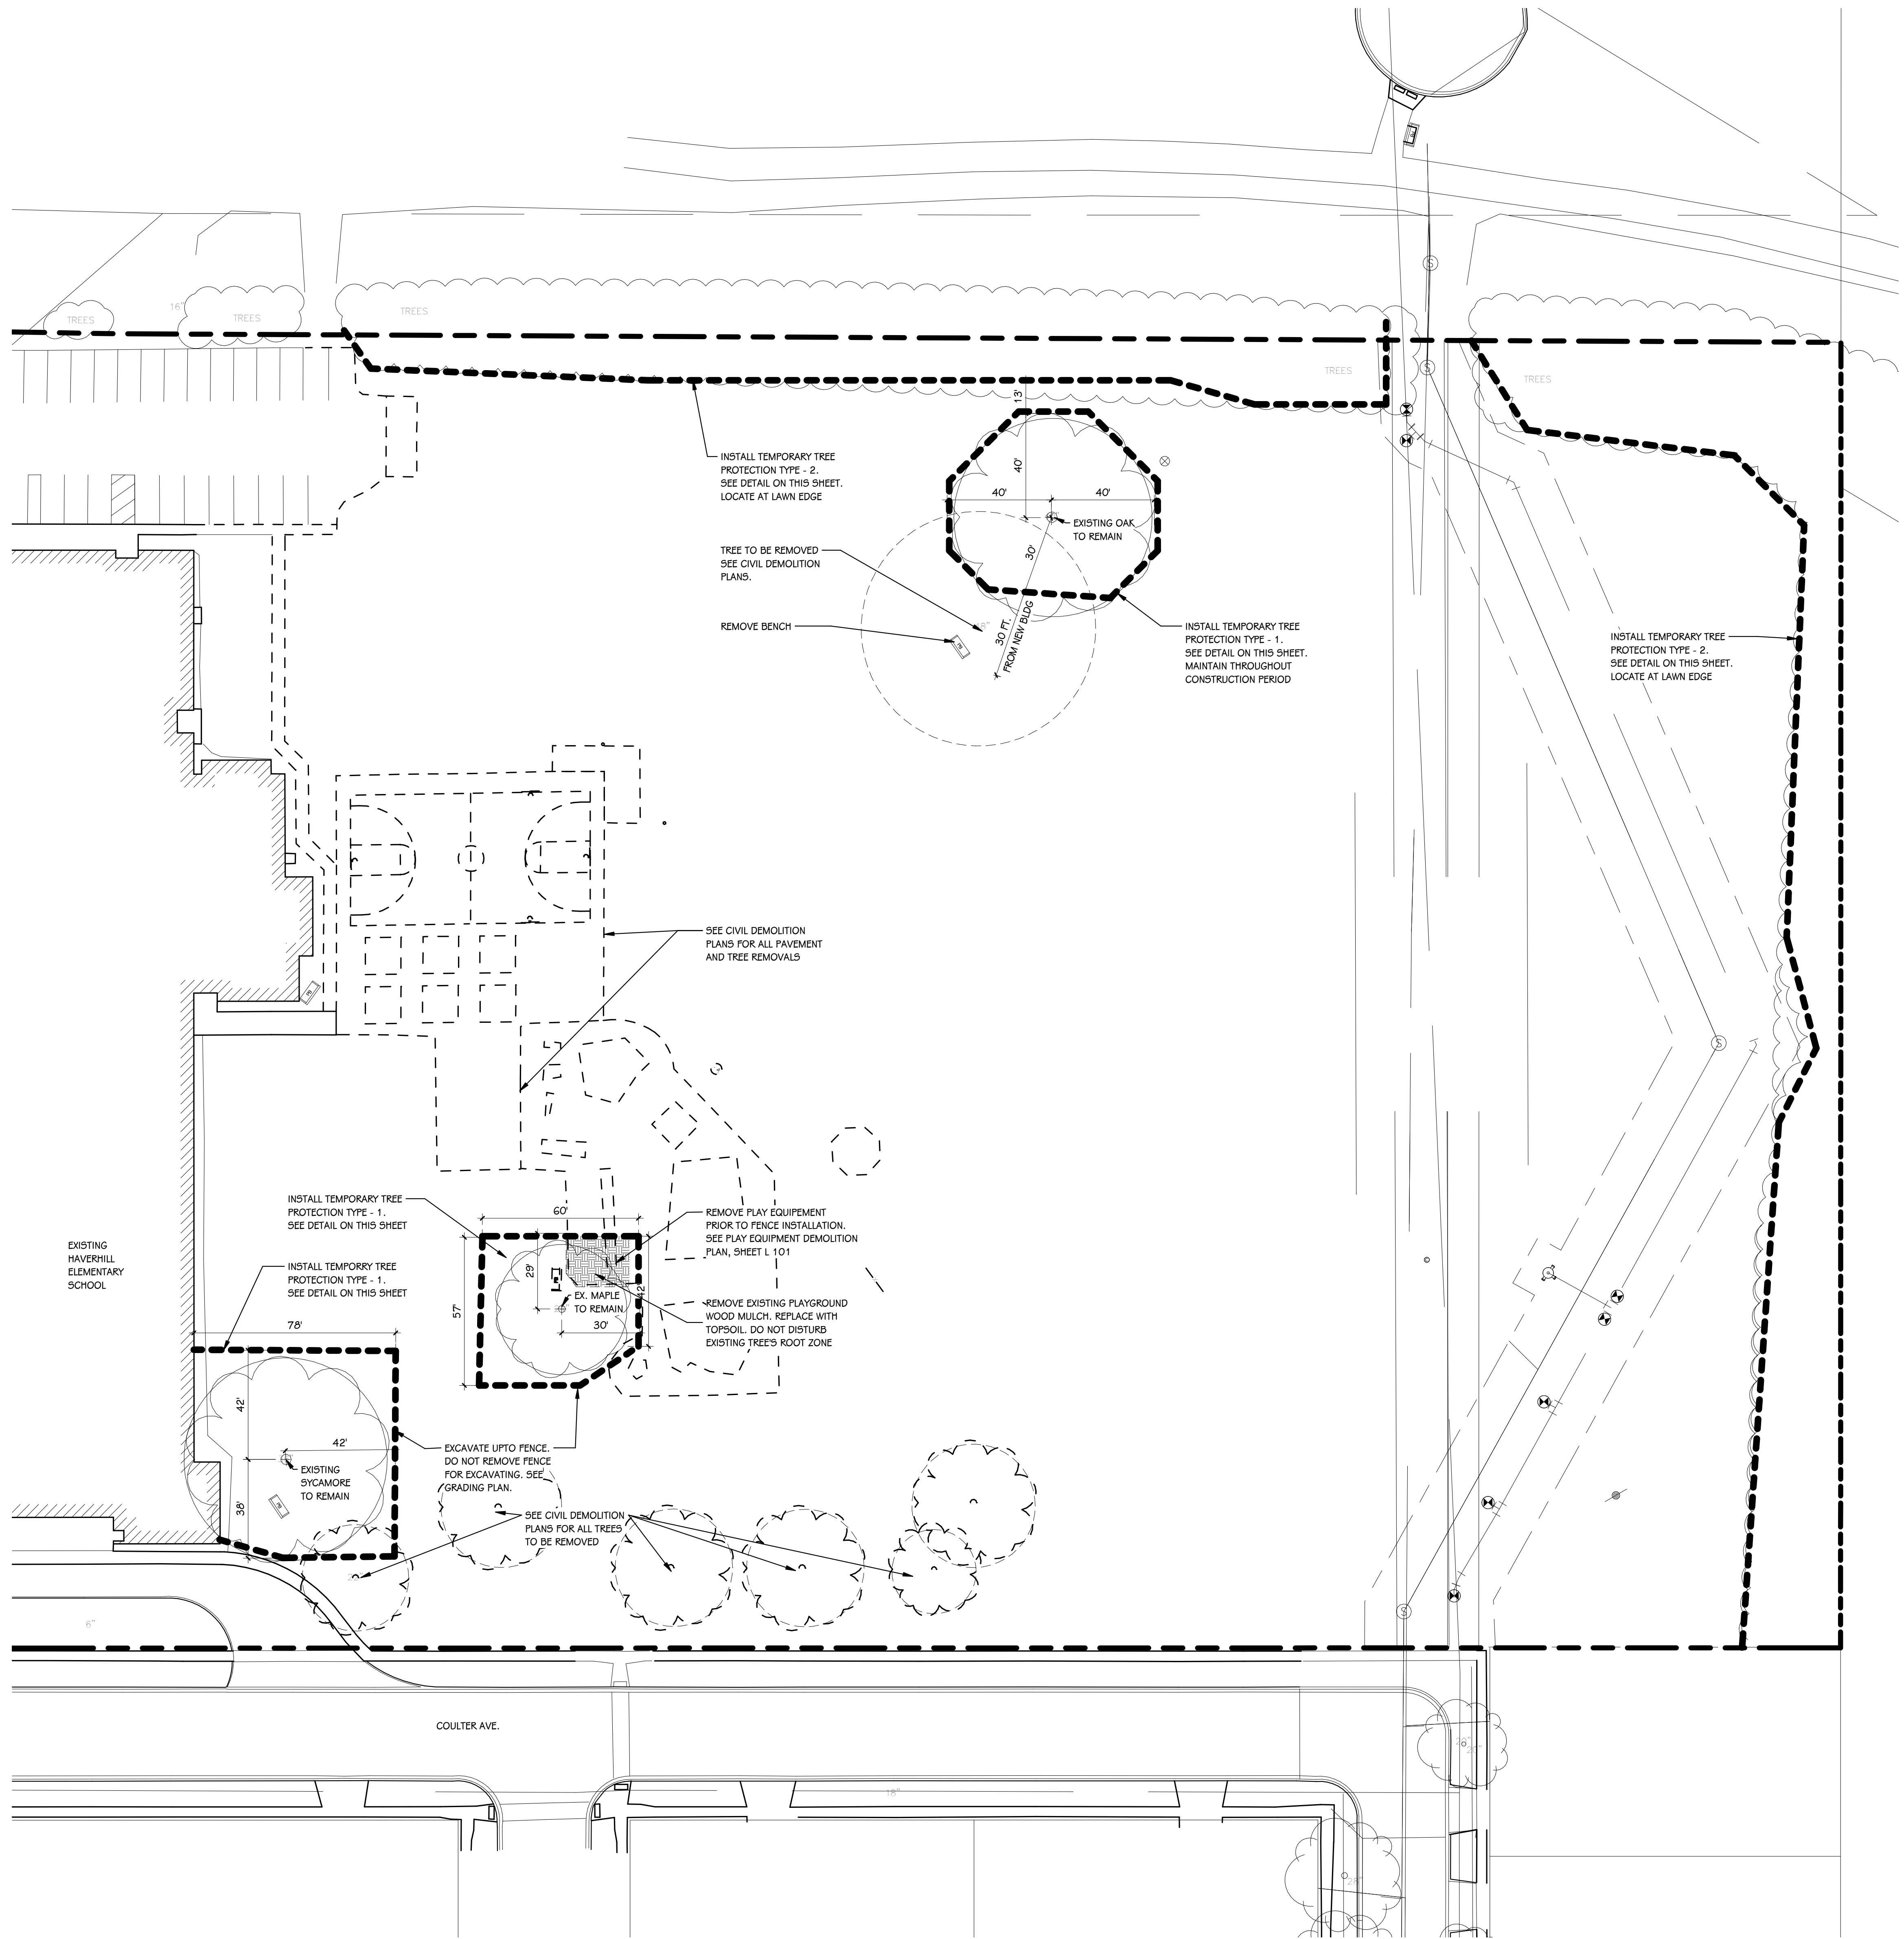 16"
TREES
TREES
TREES
TREES
TREES
S
S
13'
INSTALL TEMPORARY TREE
PROTECTION TYPE - 2.
SEE DETAIL ON THIS SHEET.
LOCATE AT LAWN EDGE
40'
40'
40'
EXISTING OAK
TO REMAIN
30'
TREE TO BE REMOVED
SEE CIVIL DEMOLITION
PLANS.
REMOVE BENCH
30 FT.
FROM NEW BLDG
INSTALL TEMPORARY TREE
PROTECTION TYPE - 1.
SEE DETAIL ON THIS SHEET.
MAINTAIN THROUGHOUT
CONSTRUCTION PERIOD
INSTALL TEMPORARY TREE
PROTECTION TYPE - 2.
SEE DETAIL ON THIS SHEET.
LOCATE AT LAWN EDGE
SEE CIVIL DEMOLITION
PLANS FOR ALL PAVEMENT
AND TREE REMOVALS
S
INSTALL TEMPORARY TREE
PROTECTION TYPE - 1.
SEE DETAIL ON THIS SHEET
60'
REMOVE PLAY EQUIPEMENT
PRIOR TO FENCE INSTALLATION.
SEE PLAY EQUIPMENT DEMOLITION
PLAN, SHEET L 101
EXISTING
HAVERHILL
ELEMENTARY
SCHOOL
INSTALL TEMPORRY TREE
PROTECTION TYPE - 1.
SEE DETAIL ON THIS SHEET
29'
42'
57'
EX. MAPLE
TO REMAIN
30'
REMOVE EXISTING PLAYGROUND
WOOD MULCH. REPLACE WITH
TOPSOIL. DO NOT DISTURB
EXISTING TREE'S ROOT ZONE
78'
42'
42'
38'
EXISTING
SYCAMORE
TO REMAIN
EXCAVATE UPTO FENCE.
DO NOT REMOVE FENCE
FOR EXCAVATING. SEE
GRADING PLAN.
SEE CIVIL DEMOLITION
PLANS FOR ALL TREES
TO BE REMOVED
S
6"
COULTER AVE.
18"
28"